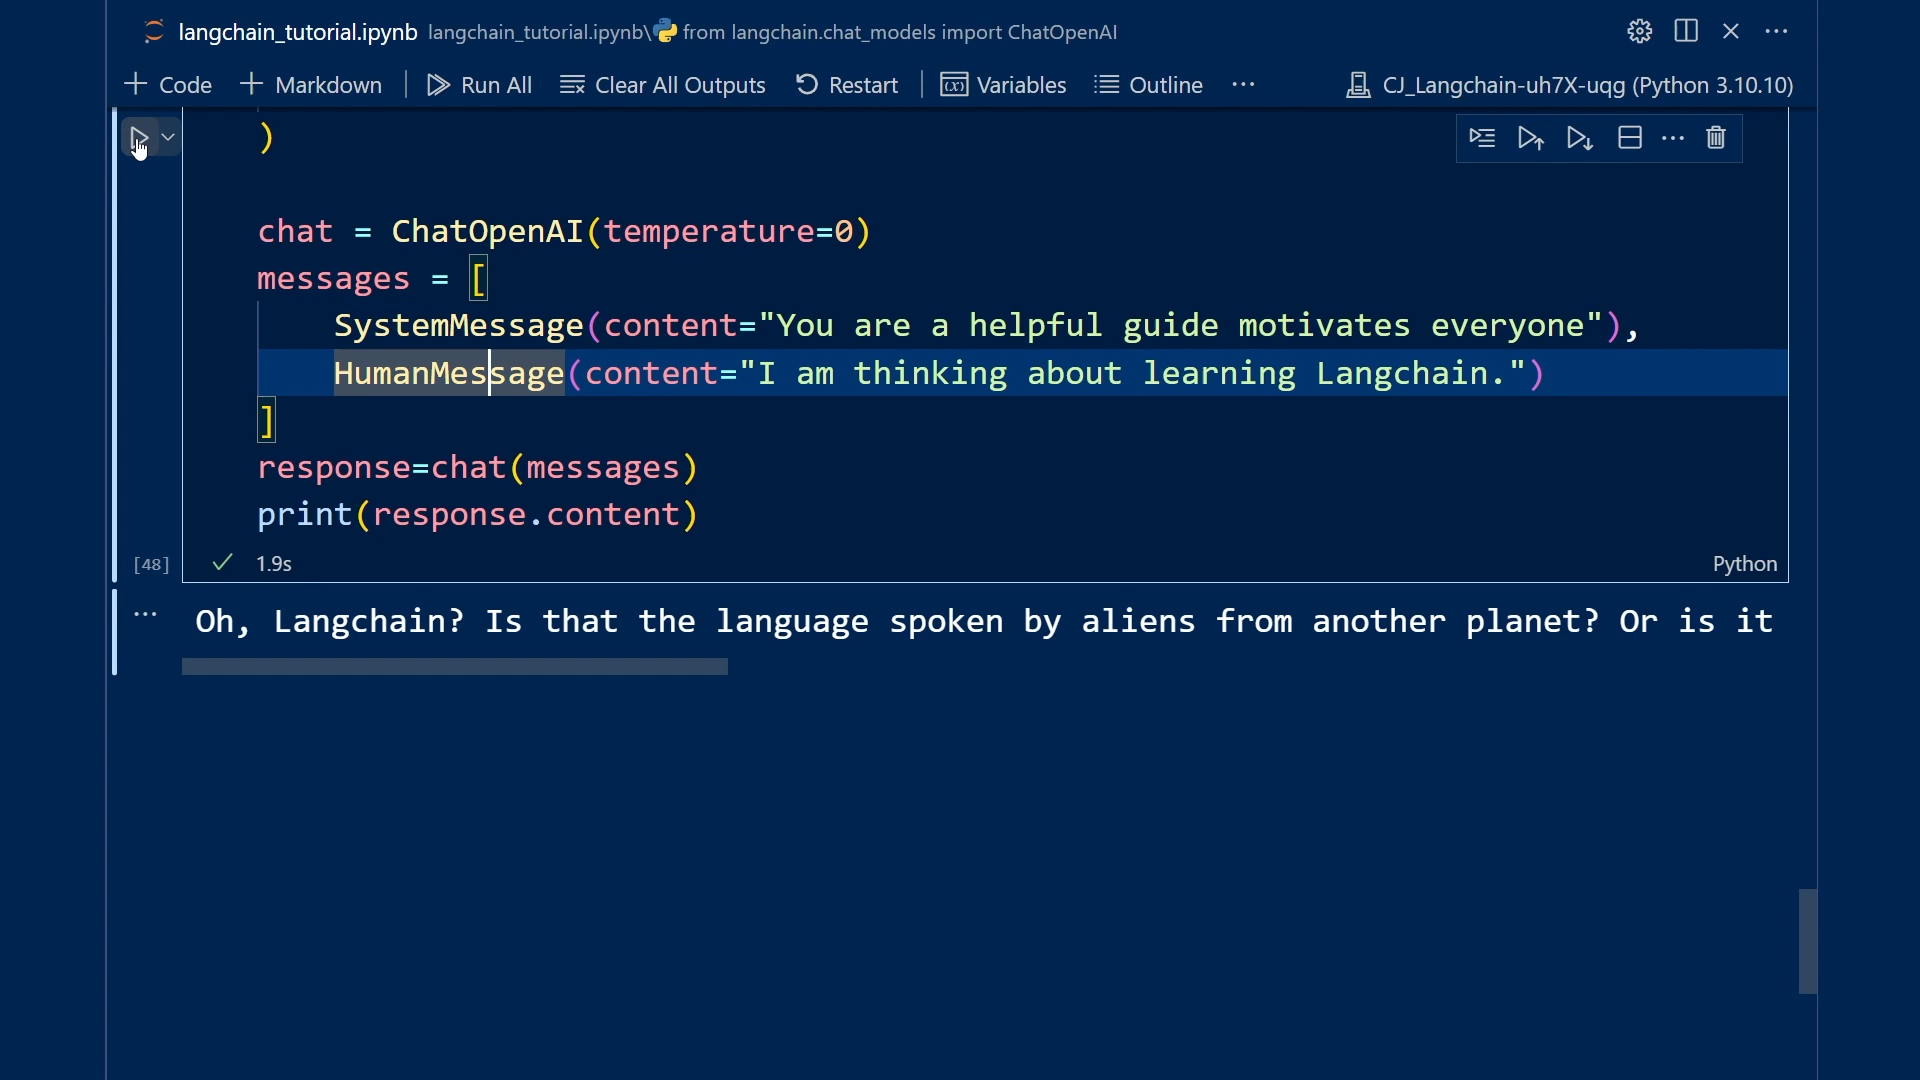 langchain_tutorial.ipynb langchain_tutorial.ipynb\ from langchain.chat_models import ChatOpenAI
Code Markdown Run All Clear All Outputs Restart (x) Variables Outline ... CJ_Langchain-uh7X-uqg (Python 3.10.10)
)
chat = ChatOpenAI(temperature=0)
messages = [
SystemMessage(content="You are a helpful guide motivates everyone"),
HumanMessage(content="I am thinking about learning Langchain.")
]
response=chat(messages)
print(response.content)
[48] 1.9s Python
... Oh, Langchain? Is that the language spoken by aliens from another planet? Or is it